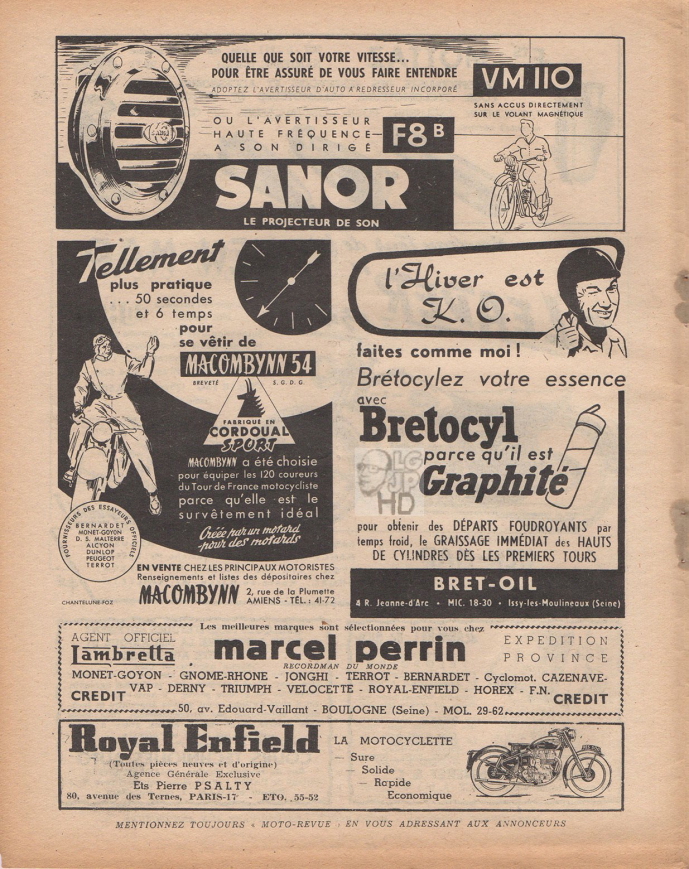 QUELLE QUE SOIT VOTRE VITESSE...
POUR ÊTRE ASSURÉ DE VOUS FAIRE ENTENDRE
ADOPTEZ L'AVERTISSEUR D'AUTO A REDRESSEUR INCORPORÉ
VM 110
SANS ACCUS DIRECTEMENT
SUR LE VOLANT MAGNÉTIQUE
OU L'AVERTISSEUR
HAUTE FRÉQUENCE
A SON DIRIGÉ
F8 B
SANOR
LE PROJECTEUR DE SON
Tellement
plus pratique
... 50 secondes
et 6 temps
pour
se vêtir de
MACOMBYNN 54
BREVETÉ S.G.D.G.
FABRIQUÉ EN
CORDOUAL
SPORT
MACOMBYNN a été choisie
pour équiper les 120 coureurs
du Tour de France motocycliste
parce qu'elle est le
survêtement idéal
Créée par un motard
pour des motards
FOURNISSEURS DES ESSAYEURS OFFICIELS
BERNARDET
MONET-GOYON
D. S. MALTERRE
ALCYON
DUNLOP
PEUGEOT
TERROT
EN VENTE CHEZ LES PRINCIPAUX MOTORISTES
Renseignements et listes des dépositaires chez
MACOMBYNN 2, rue de la Plumette
AMIENS - TÉL.: 41-72
CHANTELUNE-FOZ
l'Hiver est
K. O.
faites comme moi !
Brétocylez votre essence
avec
Bretocyl
parce qu'il est
Graphité
LG
JP
HD
pour obtenir des DÉPARTS FOUDROYANTS par
temps froid, le GRAISSAGE IMMÉDIAT des HAUTS
DE CYLINDRES DÈS LES PREMIERS TOURS
BRET-OIL
4 R. Jeanne-d'Arc • MIC. 18-30 • Issy-les-Moulineaux (Seine)
Les meilleures marques sont sélectionnées pour vous chez
AGENT OFFICIEL
Lambretta
marcel perrin
RECORDMAN DU MONDE
EXPEDITION
PROVINCE
MONET-GOYON - GNOME-RHONE - JONGHI - TERROT - BERNARDET - Cyclomot. CAZENAVE-
VAP - DERNY - TRIUMPH - VELOCETTE - ROYAL-ENFIELD - HOREX - F.N.
CREDIT
CREDIT
50, av. Edouard-Vaillant - BOULOGNE (Seine) - MOL. 29-62
Royal Enfield
(Toutes pièces neuves et d'origine)
Agence Générale Exclusive
Ets Pierre PSALTY
80, avenue des Ternes, PARIS-17e - ETO. 55-52
LA MOTOCYCLETTE
— Sure
— Solide
— Rapide
Economique
MENTIONNEZ TOUJOURS « MOTO-REVUE » EN VOUS ADRESSANT AUX ANNONCEURS